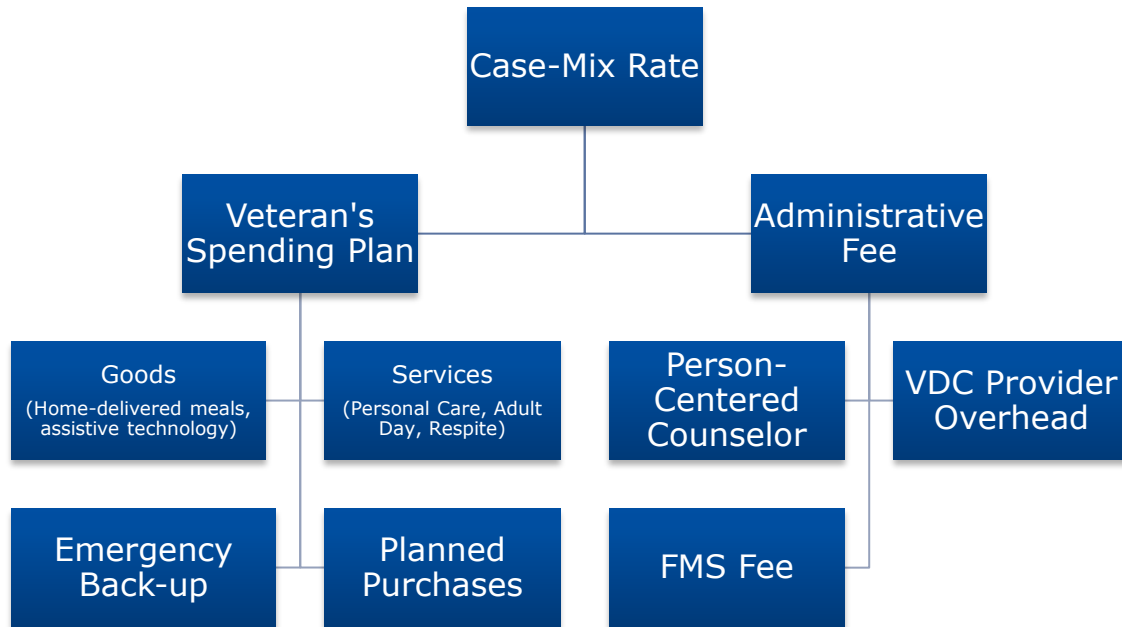 Case-Mix Rate
Veteran's
Spending Plan
Administrative
Fee
Goods
(Home-delivered meals,
assistive technology)
Services
(Personal Care, Adult
Day, Respite)
Person-
Centered
Counselor
VDC Provider
Overhead
Emergency
Back-up
Planned
Purchases
FMS Fee